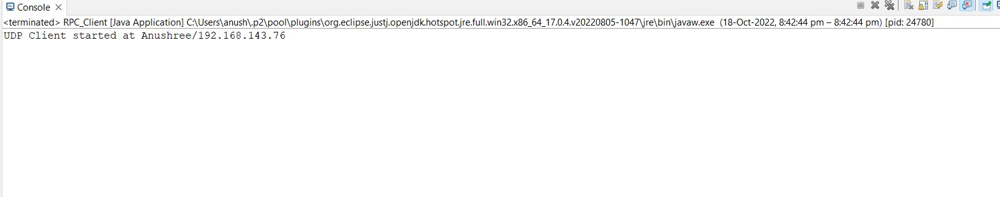 Console
<terminated> RPC_Client [Java Application] C:\Users\anush\.p2\pool\plugins\org.eclipse.justj.openjdk.hotspot.jre.full.win32.x86_64_17.0.4.v20220805-1047\jre\bin\javaw.exe (18-Oct-2022, 8:42:44 pm – 8:42:44 pm) [pid: 24780]
UDP Client started at Anushree/192.168.143.76